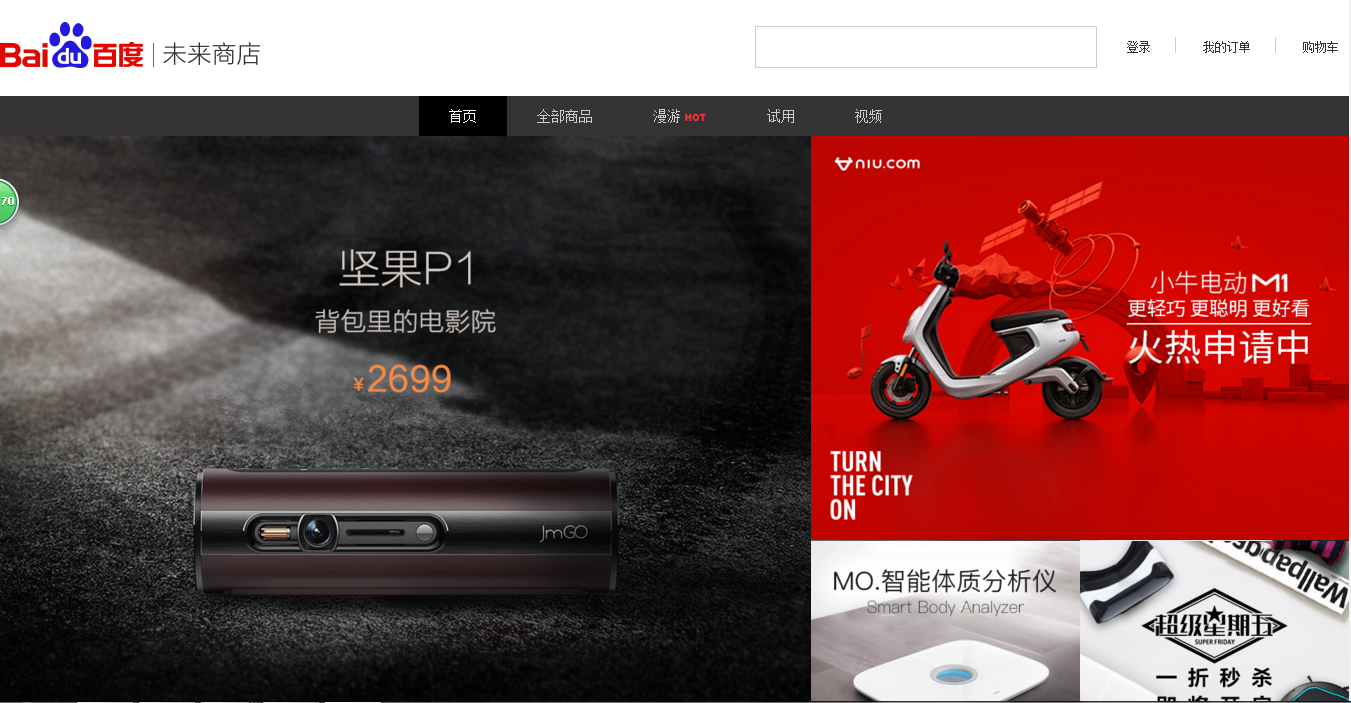 Bai du 百度 | 未来商店
登录
我的订单
购物车
首页
全部商品
漫游 HOT
试用
视频
70
坚果P1
背包里的电影院
¥2699
JmGO
niu.com
小牛电动M1
更轻巧 更聪明 更好看
火热申请中
TURN
THE CITY
ON
MO.智能体质分析仪
Smart Body Analyzer
Wallpaper
超级星期五
SUPER FRIDAY
一折秒杀